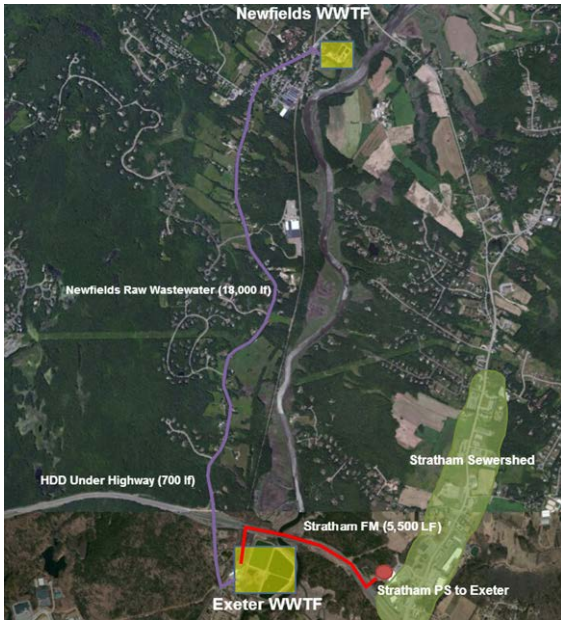 Newfields WWTF
Newfields Raw Wastewater (18,000 lf)
Stratham Sewershed
HDD Under Highway (700 lf)
Stratham FM (5,500 LF)
Stratham PS to Exeter
Exeter WWTF